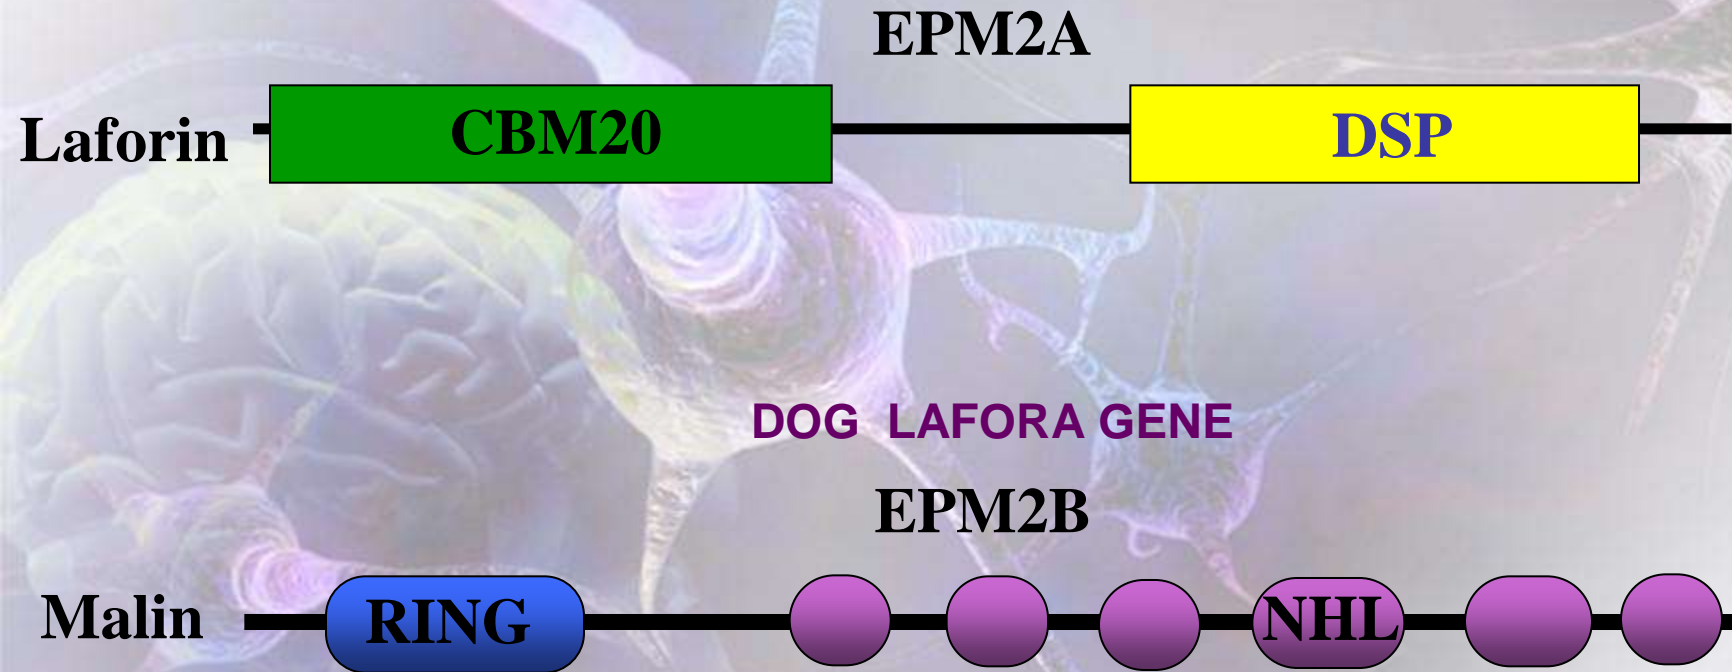 EPM2A
Laforin CBM20 DSP
DOG LAFORA GENE
EPM2B
Malin RING NHL